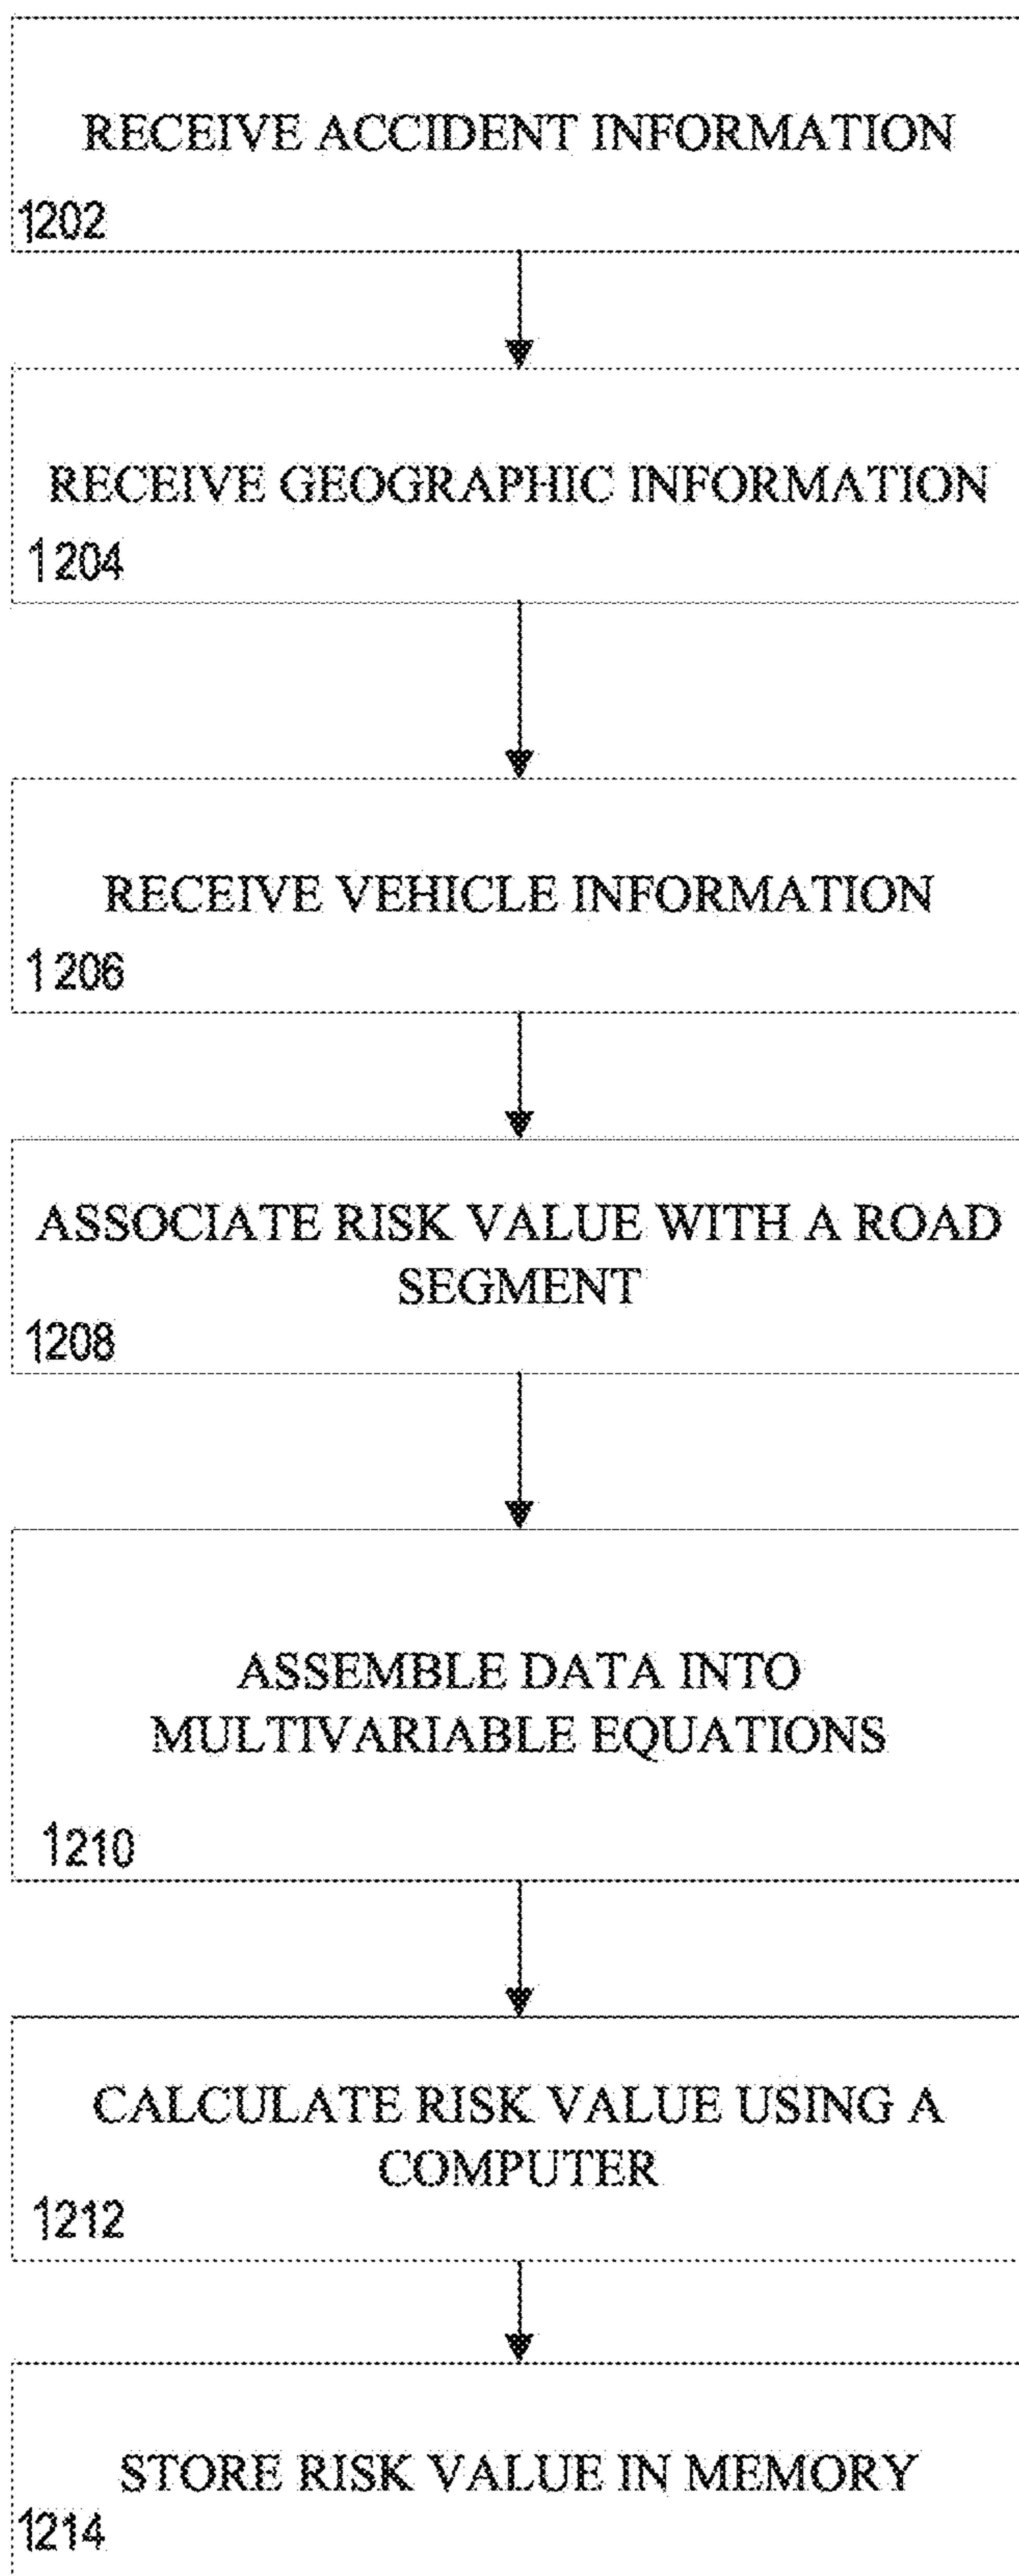 RECEIVE ACCIDENT INFORMATION
1202
RECEIVE GEOGRAPHIC INFORMATION
1204
RECEIVE VEHICLE INFORMATION
1206
ASSOCIATE RISK VALUE WITH A ROAD
SEGMENT
1208
ASSEMBLE DATA INTO
MULTIVARIABLE EQUATIONS
1210
CALCULATE RISK VALUE USING A
COMPUTER
1212
STORE RISK VALUE IN MEMORY
1214